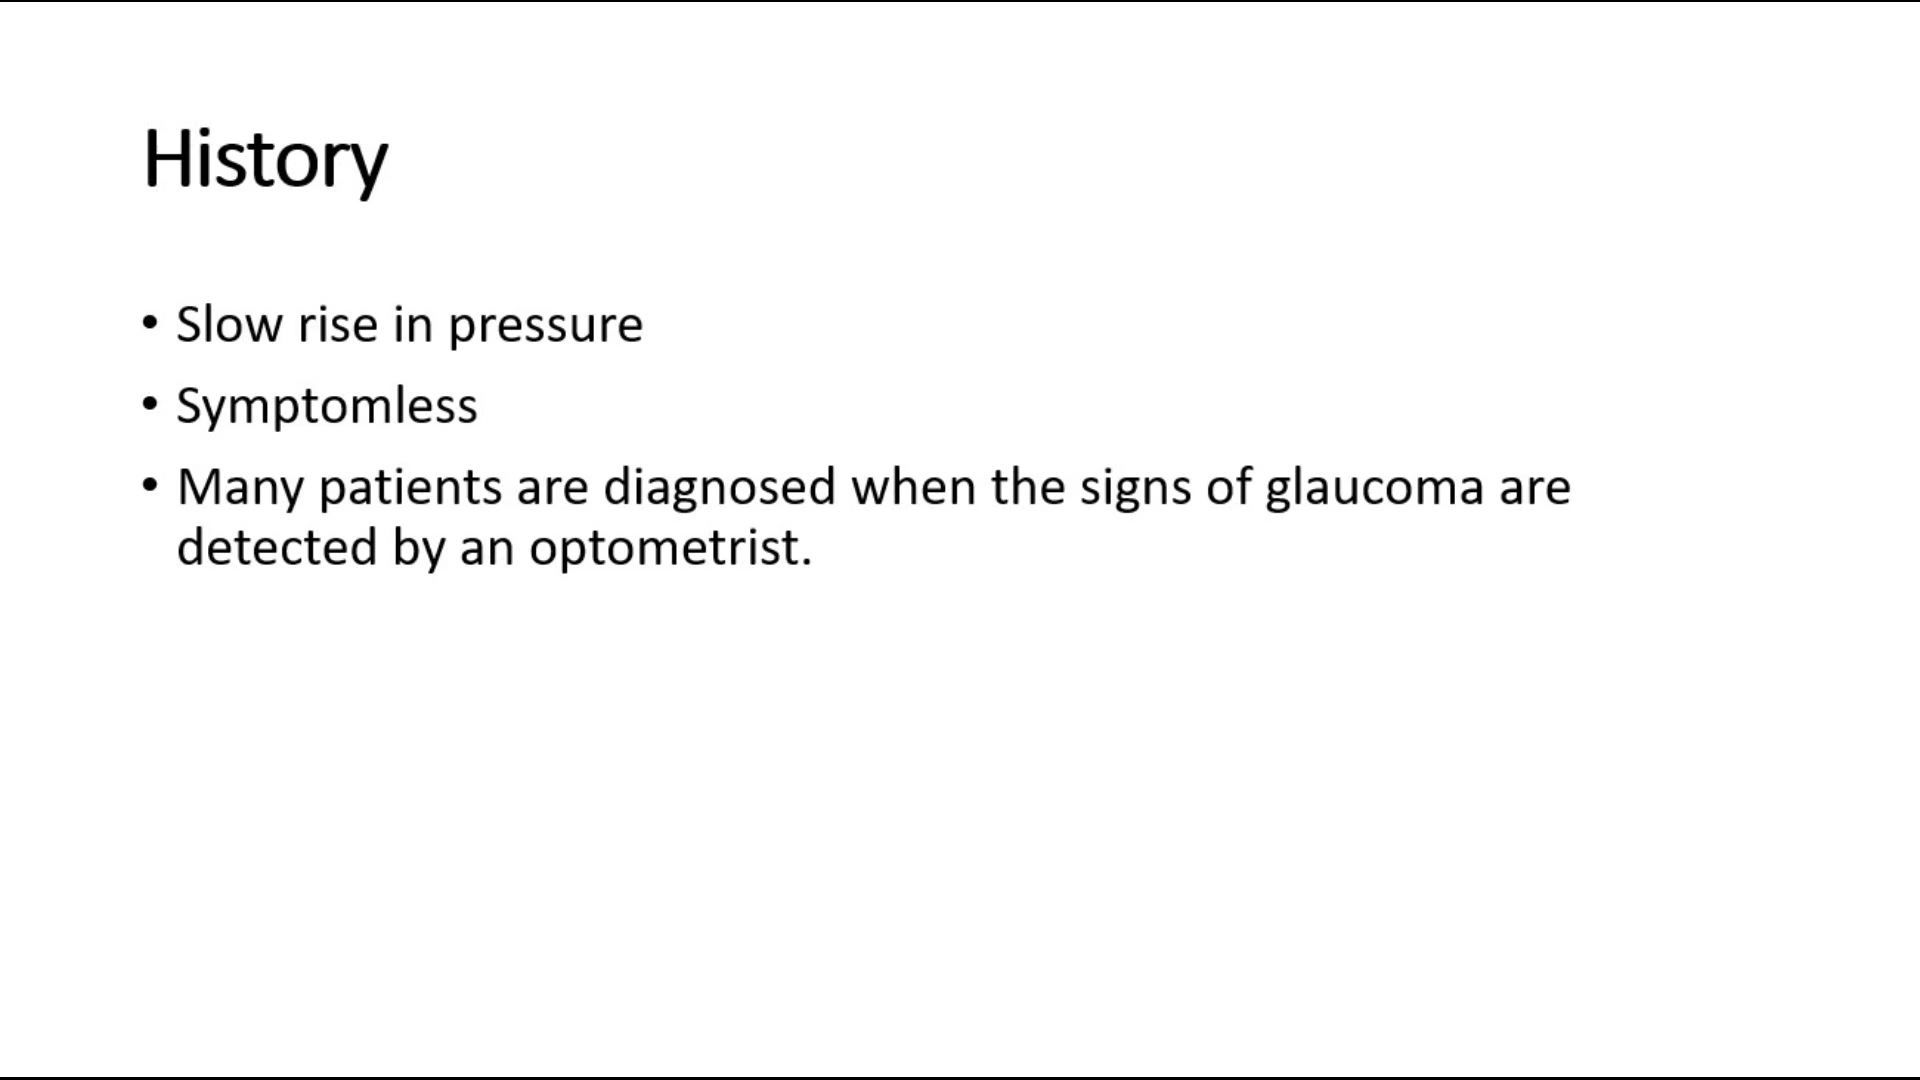 History
• Slow rise in pressure
• Symptomless
• Many patients are diagnosed when the signs of glaucoma are
detected by an optometrist.